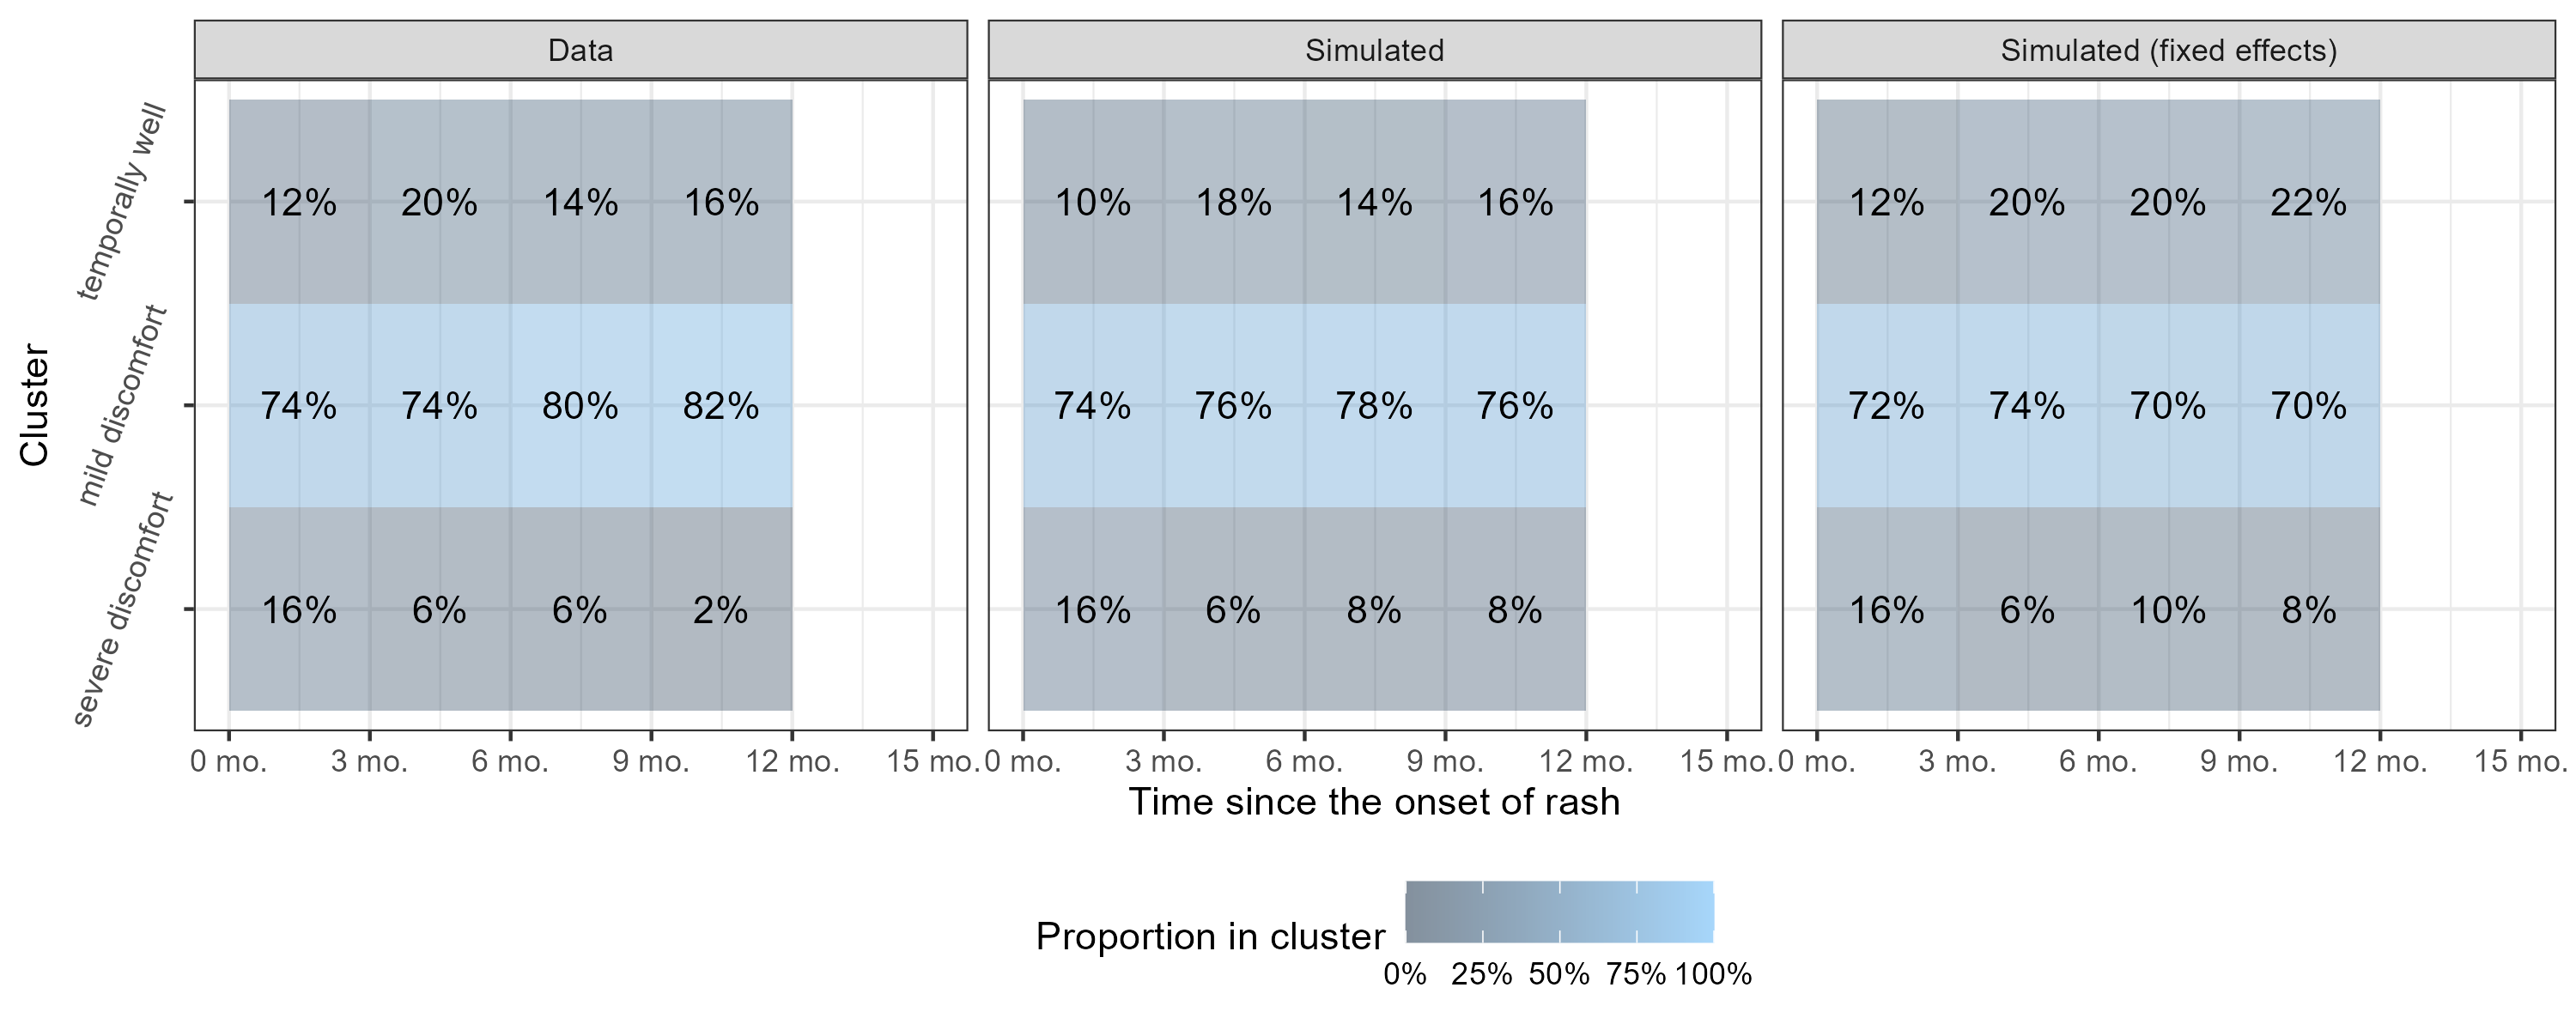 Data Simulated Simulated (fixed effects)
Cluster
temporally well
12% 20% 14% 16% 10% 18% 14% 16% 12% 20% 20% 22%
mild discomfort
74% 74% 80% 82% 74% 76% 78% 76% 72% 74% 70% 70%
severe discomfort
16% 6% 6% 2% 16% 6% 8% 8% 16% 6% 10% 8%
0 mo. 3 mo. 6 mo. 9 mo. 12 mo. 15 mo. 0 mo. 3 mo. 6 mo. 9 mo. 12 mo. 15 mo. 0 mo. 3 mo. 6 mo. 9 mo. 12 mo. 15 mo.
Time since the onset of rash
Proportion in cluster
0% 25% 50% 75% 100%